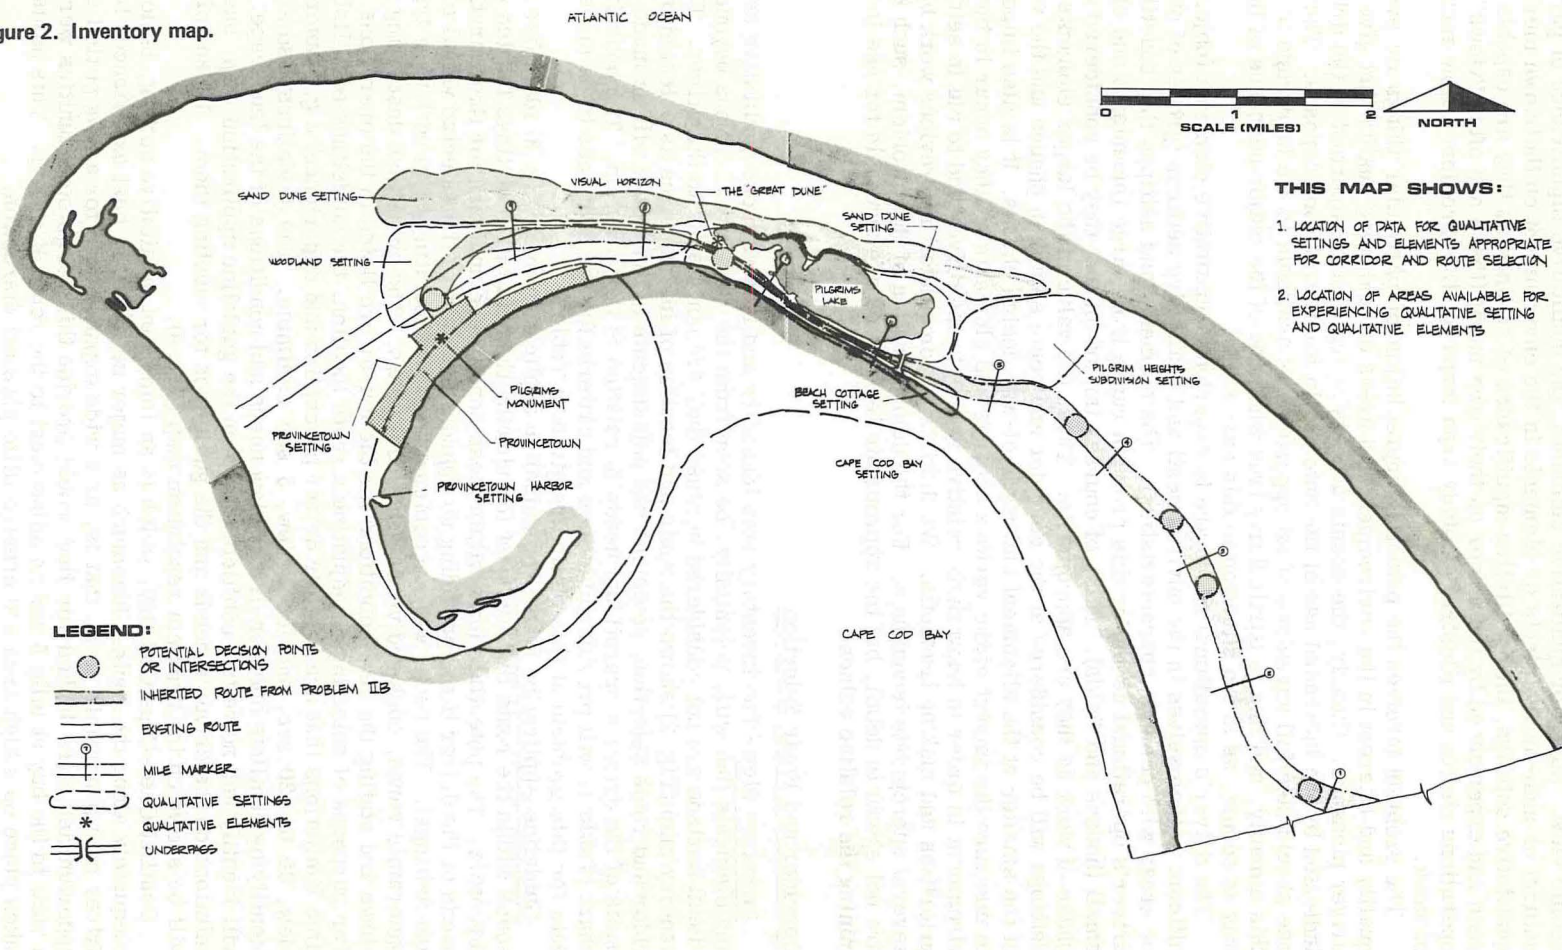 gure 2. Inventory map.
ATLANTIC OCEAN
0 1 2
SCALE (MILES)
NORTH
THIS MAP SHOWS:
1. LOCATION OF DATA FOR QUALITATIVE
SETTINGS AND ELEMENTS APPROPRIATE
FOR CORRIDOR AND ROUTE SELECTION
2. LOCATION OF AREAS AVAILABLE FOR
EXPERIENCING QUALITATIVE SETTING
AND QUALITATIVE ELEMENTS
SAND DUNE SETTING
VISUAL HORIZON
THE "GREAT DUNE"
SAND DUNE
SETTING
WOODLAND SETTING
PILGRIMS
LAKE
PILGRIM HEIGHTS
SUBDIVISION SETTING
BEACH COTTAGE
SETTING
PILGRIMS
MONUMENT
PROVINCETOWN
SETTING
PROVINCETOWN
CAPE COD BAY
SETTING
PROVINCETOWN HARBOR
SETTING
CAPE COD BAY
4
3
2
1
LEGEND:
POTENTIAL DECISION POINTS
OR INTERSECTIONS
INHERITED ROUTE FROM PROBLEM IIB
EXISTING ROUTE
MILE MARKER
QUALITATIVE SETTINGS
QUALITATIVE ELEMENTS
UNDERPASS